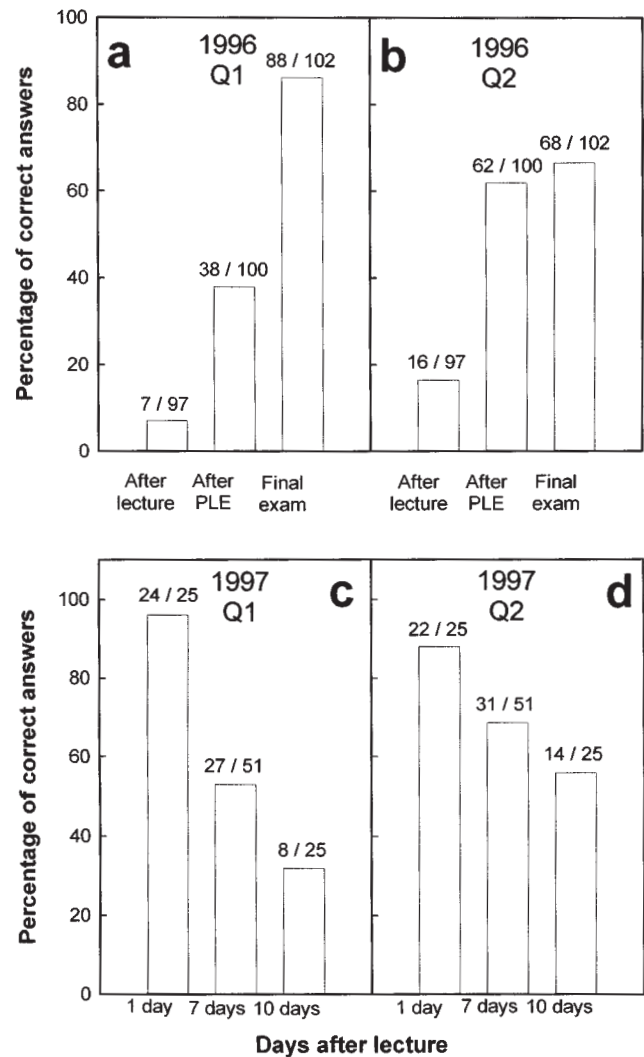 Percentage of correct answers
100
80
60
40
20
0
a
1996
Q1
7 / 97
38 / 100
88 / 102
After lecture
After PLE
Final exam
b
1996
Q2
16 / 97
62 / 100
68 / 102
After lecture
After PLE
Final exam
Percentage of correct answers
100
80
60
40
20
0
1997
Q1
c
24 / 25
27 / 51
8 / 25
1 day
7 days
10 days
1997
Q2
d
22 / 25
31 / 51
14 / 25
1 day
7 days
10 days
Days after lecture